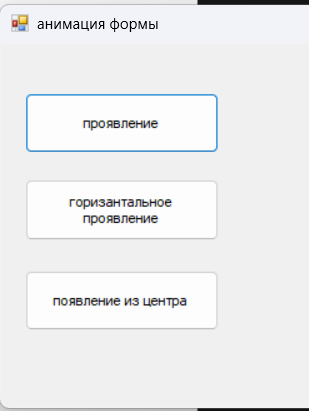 анимация формы
проявление
горизантальное
проявление
появление из центра